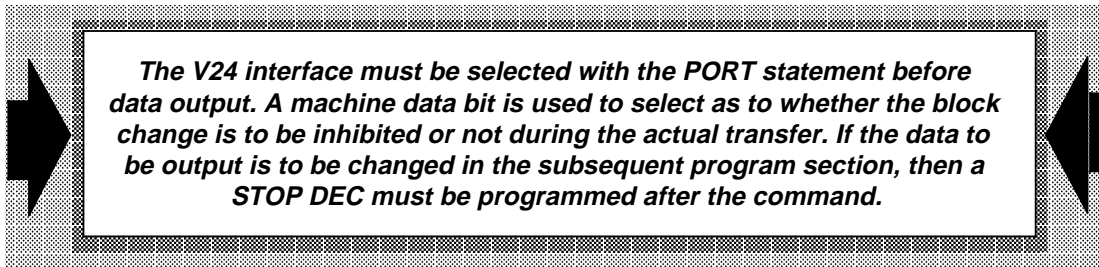 The V24 interface must be selected with the PORT statement before
data output. A machine data bit is used to select as to whether the block
change is to be inhibited or not during the actual transfer. If the data to
be output is to be changed in the subsequent program section, then a
STOP DEC must be programmed after the command.